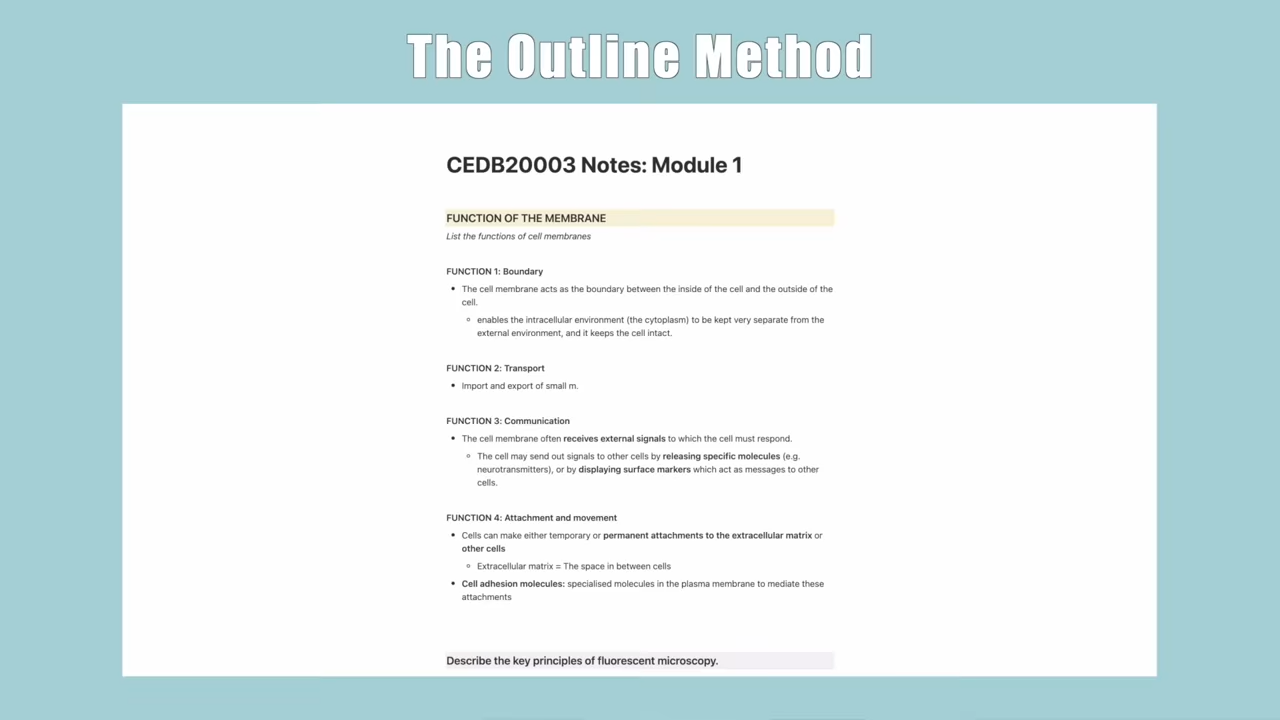 The Outline Method
CEDB20003 Notes: Module 1
FUNCTION OF THE MEMBRANE
List the functions of cell membranes
FUNCTION 1: Boundary
The cell membrane acts as the boundary between the inside of the cell and the outside of the
cell.
enables the intracellular environment (the cytoplasm) to be kept very separate from the
external environment, and it keeps the cell intact.
FUNCTION 2: Transport
Import and export of small m.
FUNCTION 3: Communication
The cell membrane often receives external signals to which the cell must respond.
The cell may send out signals to other cells by releasing specific molecules (e.g.
neurotransmitters), or by displaying surface markers which act as messages to other
cells.
FUNCTION 4: Attachment and movement
Cells can make either temporary or permanent attachments to the extracellular matrix or
other cells
Extracellular matrix = The space in between cells
Cell adhesion molecules: specialised molecules in the plasma membrane to mediate these
attachments
Describe the key principles of fluorescent microscopy.